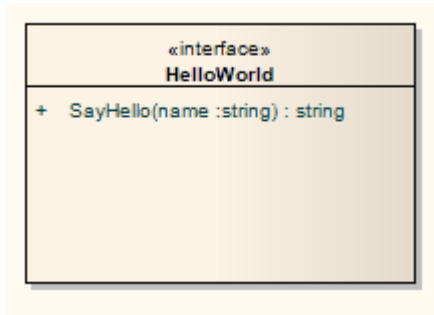 «interface»
HelloWorld
+ SayHello(name :string) : string